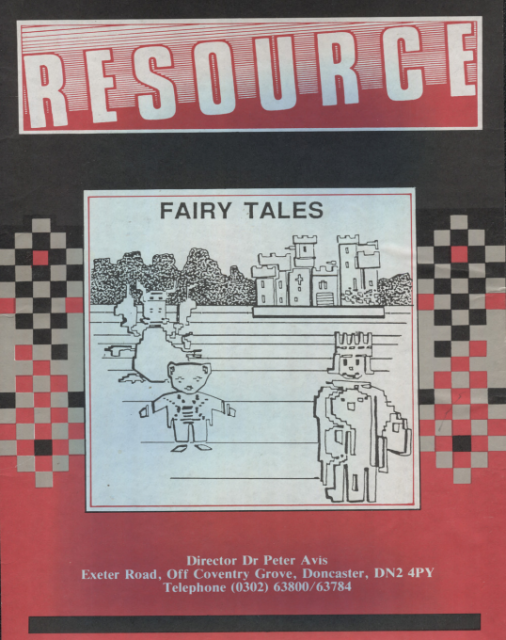 RESOURCE
FAIRY TALES
Director Dr Peter Avis
Exeter Road, Off Coventry Grove, Doncaster, DN2 4PY
Telephone (0302) 63800/63784